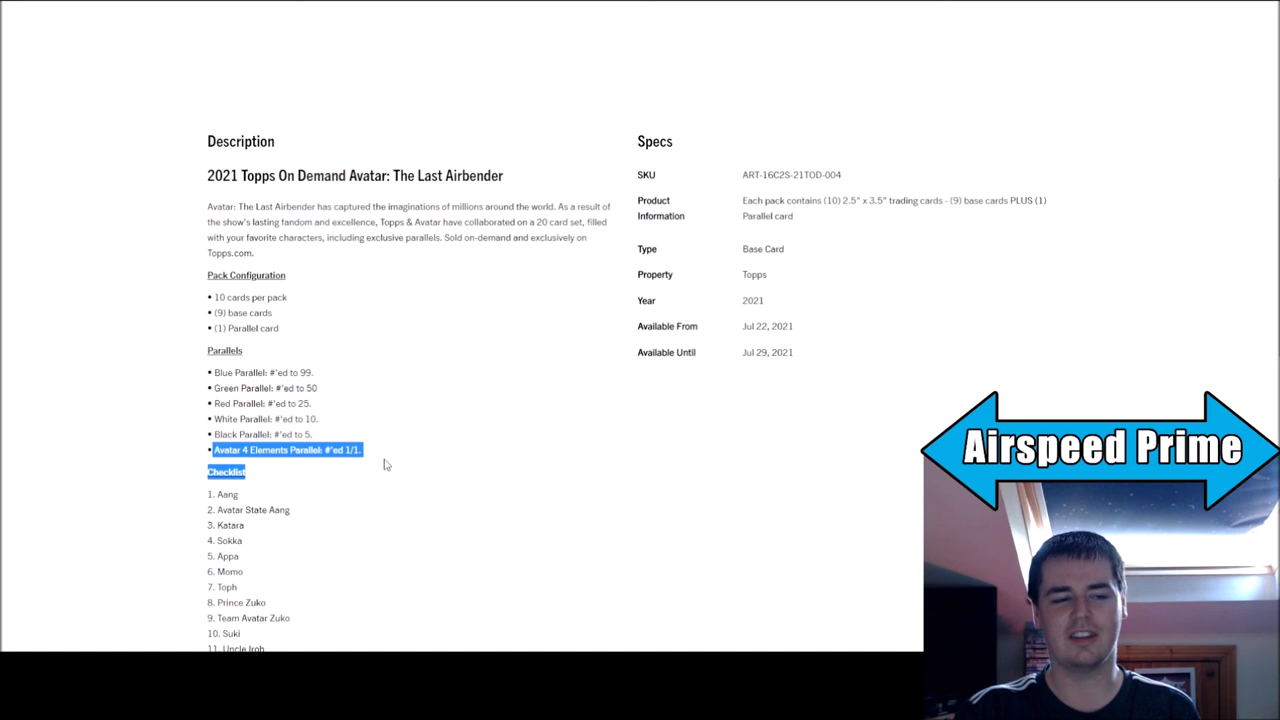 Description
2021 Topps On Demand Avatar: The Last Airbender
Avatar: The Last Airbender has captured the imaginations of millions around the world. As a result of
the show's lasting fandom and excellence, Topps & Avatar have collaborated on a 20 card set, filled
with your favorite characters, including exclusive parallels. Sold on-demand and exclusively on
Topps.com.
Pack Configuration
• 10 cards per pack
• (9) base cards
• (1) Parallel card
Parallels
• Blue Parallel: #'ed to 99.
• Green Parallel: #'ed to 50
• Red Parallel: #'ed to 25.
• White Parallel: #'ed to 10.
• Black Parallel: #'ed to 5.
• Avatar 4 Elements Parallel: #'ed 1/1.
Checklist
1. Aang
2. Avatar State Aang
3. Katara
4. Sokka
5. Appa
6. Momo
7. Toph
8. Prince Zuko
9. Team Avatar Zuko
10. Suki
11. Uncle Iroh
Specs
SKU ART-16C2S-21TOD-004
Product Information Each pack contains (10) 2.5" x 3.5" trading cards - (9) base cards PLUS (1)
Parallel card
Type Base Card
Property Topps
Year 2021
Available From Jul 22, 2021
Available Until Jul 29, 2021
Airspeed Prime